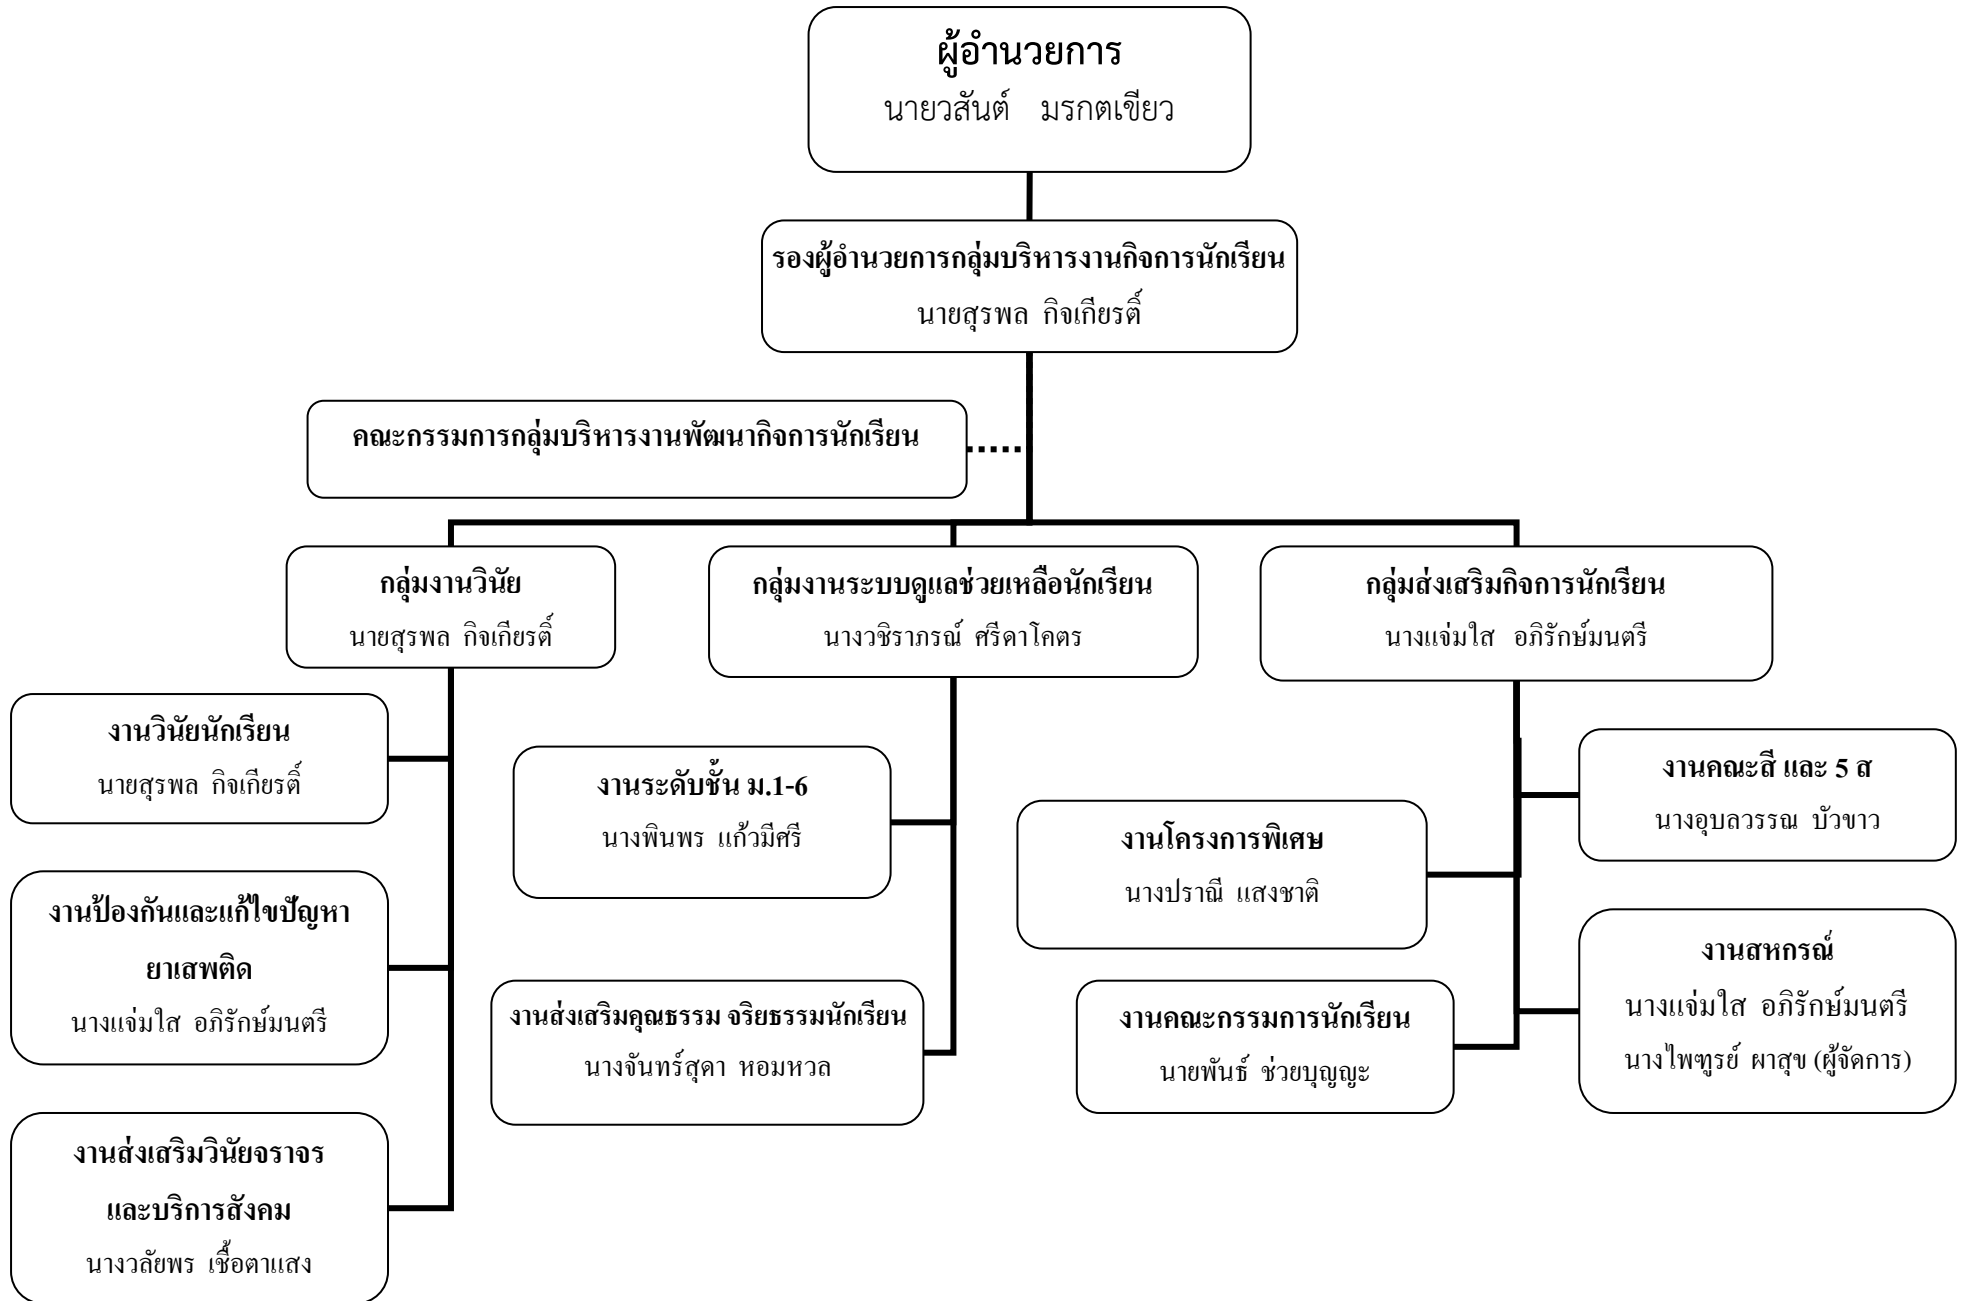 ผู้อำนวยการ
นายวสันต์ มรกตเขียว
รองผู้อำนวยการกลุ่มบริหารงานกิจการนักเรียน
นายสุรพล กิจเกียรติ์
คณะกรรมการกลุ่มบริหารงานพัฒนากิจการนักเรียน
กลุ่มงานวินัย
นายสุรพล กิจเกียรติ์
กลุ่มงานระบบดูแลช่วยเหลือนักเรียน
นางวชิราภรณ์ ศรีดาโคตร
กลุ่มส่งเสริมกิจการนักเรียน
นางแจ่มใส อภิรักษ์มนตรี
งานวินัยนักเรียน
นายสุรพล กิจเกียรติ์
งานป้องกันและแก้ไขปัญหา
ยาเสพติด
นางแจ่มใส อภิรักษ์มนตรี
งานส่งเสริมวินัยจราจร
และบริการสังคม
นางวลัยพร เชื้อตาแสง
งานระดับชั้น ม.1-6
นางพินพร แก้วมีศรี
งานส่งเสริมคุณธรรม จริยธรรมนักเรียน
นางจันทร์สุดา หอมหวล
งานโครงการพิเศษ
นางปราณี แสงชาติ
งานคณะกรรมการนักเรียน
นายพันธ์ ช่วยบุญญะ
งานคณะสี และ 5 ส
นางอุบลวรรณ บัวขาว
งานสหกรณ์
นางแจ่มใส อภิรักษ์มนตรี
นางไพฑูรย์ ผาสุข (ผู้จัดการ)